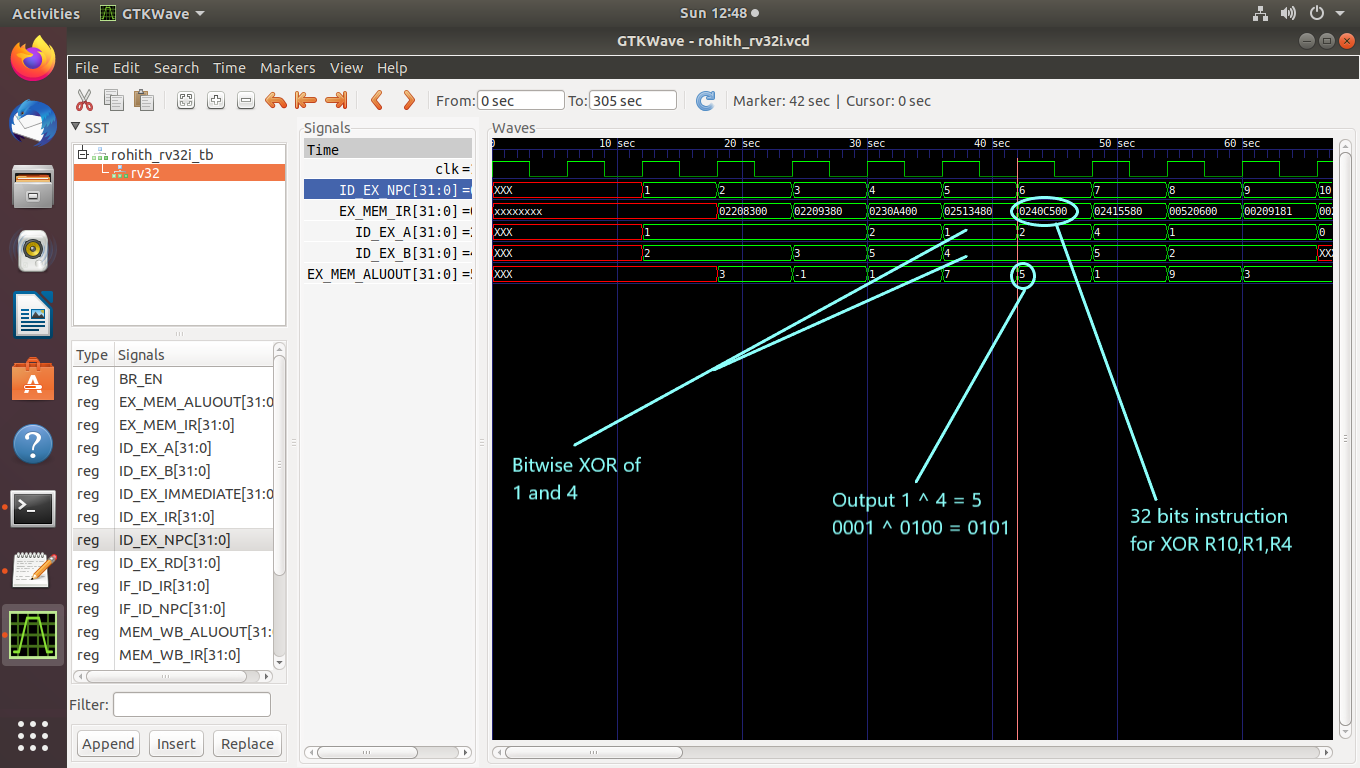 Activities
GTKWave
Sun 12:48
GTKWave - rohith_rv32i.vcd
File Edit Search Time Markers View Help
From: 0 sec To: 305 sec Marker: 42 sec | Cursor: 0 sec
SST
rohith_rv32i_tb
rv32
Type Signals
reg BR_EN
reg EX_MEM_ALUOUT[31:0
reg EX_MEM_IR[31:0]
reg ID_EX_A[31:0]
reg ID_EX_B[31:0]
reg ID_EX_IMMEDIATE[31:0
reg ID_EX_IR[31:0]
reg ID_EX_NPC[31:0]
reg ID_EX_RD[31:0]
reg IF_ID_IR[31:0]
reg IF_ID_NPC[31:0]
reg MEM_WB_ALUOUT[31:
reg MEM_WB_IR[31:0]
Filter:
Append Insert Replace
Signals
Time
clk=
ID_EX_NPC[31:0] =
EX_MEM_IR[31:0] =
ID_EX_A[31:0] =
ID_EX_B[31:0] =
EX_MEM_ALUOUT[31:0] =
Waves
0 10 sec 20 sec 30 sec 40 sec 50 sec 60 sec
XXX 1 2 3 4 5 6 7 8 9 10
xxxxxxxx 02208300 02209380 0230A400 02513480 0240C500 02415580 00520600 00209181 00
XXX 1 2 1 2 4 1 0
XXX 2 3 5 4 5 2 XX
XXX 3 -1 1 7 5 1 9 3
Bitwise XOR of
1 and 4
Output 1 ^ 4 = 5
0001 ^ 0100 = 0101
32 bits instruction
for XOR R10,R1,R4